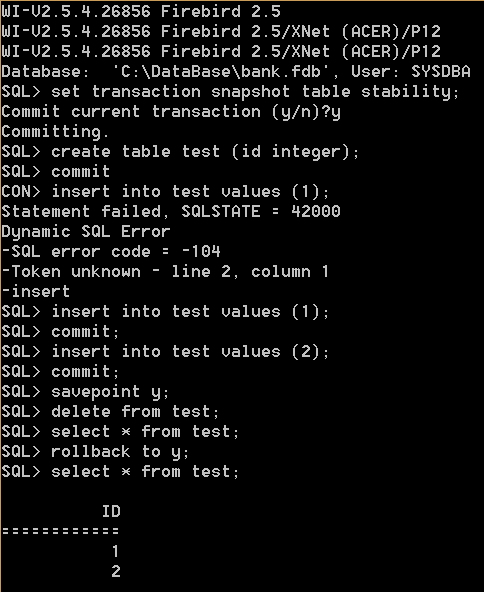 WI-V2.5.4.26856 Firebird 2.5
WI-V2.5.4.26856 Firebird 2.5/XNet (ACER)/P12
WI-V2.5.4.26856 Firebird 2.5/XNet (ACER)/P12
Database:  'C:\DataBase\bank.fdb', User: SYSDBA
SQL> set transaction snapshot table stability;
Commit current transaction (y/n)?y
Committing.
SQL> create table test (id integer);
SQL> commit
CON> insert into test values (1);
Statement failed, SQLSTATE = 42000
Dynamic SQL Error
-SQL error code = -104
-Token unknown - line 2, column 1
-insert
SQL> insert into test values (1);
SQL> commit;
SQL> insert into test values (2);
SQL> commit;
SQL> savepoint y;
SQL> delete from test;
SQL> select * from test;
SQL> rollback to y;
SQL> select * from test;
ID
============
1
2